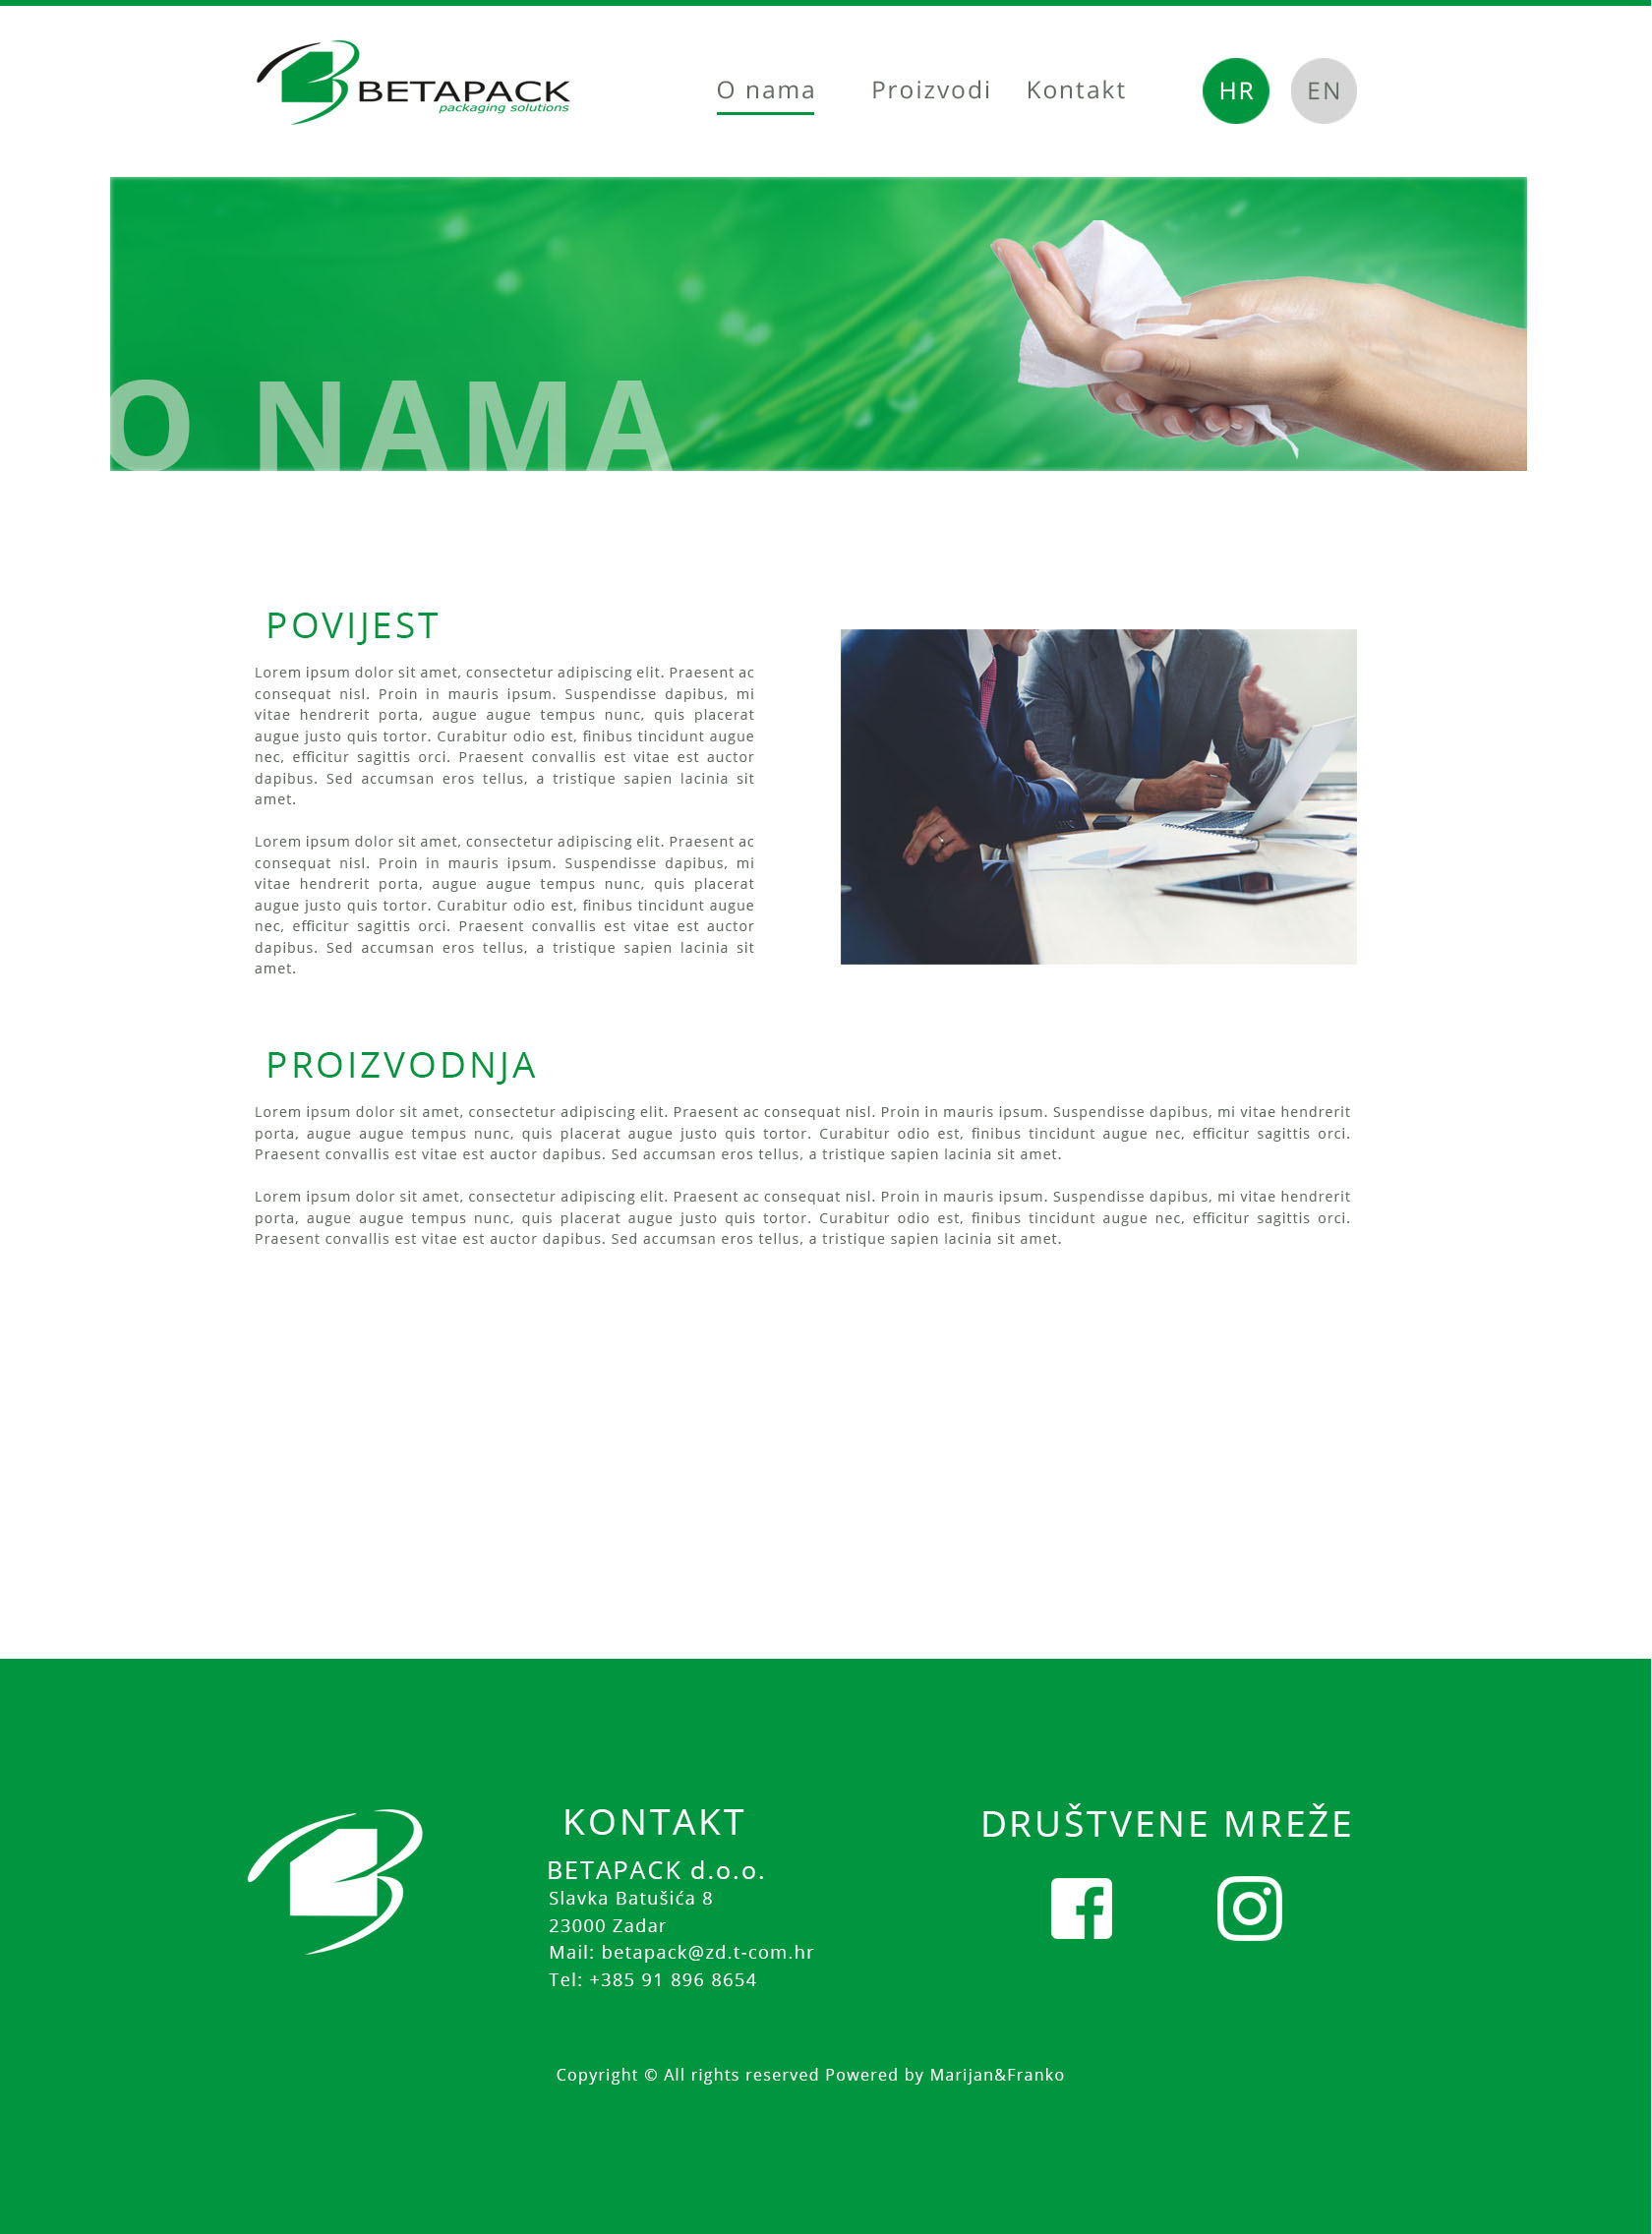 BETAPACK
packaging solutions
O nama
Proizvodi
Kontakt
HR
EN
O NAMA
POVIJEST
Lorem ipsum dolor sit amet, consectetur adipiscing elit. Praesent ac
consequat nisl. Proin in mauris ipsum. Suspendisse dapibus, mi
vitae hendrerit porta, augue augue tempus nunc, quis placerat
augue justo quis tortor. Curabitur odio est, finibus tincidunt augue
nec, efficitur sagittis orci. Praesent convallis est vitae est auctor
dapibus. Sed accumsan eros tellus, a tristique sapien lacinia sit
amet.
Lorem ipsum dolor sit amet, consectetur adipiscing elit. Praesent ac
consequat nisl. Proin in mauris ipsum. Suspendisse dapibus, mi
vitae hendrerit porta, augue augue tempus nunc, quis placerat
augue justo quis tortor. Curabitur odio est, finibus tincidunt augue
nec, efficitur sagittis orci. Praesent convallis est vitae est auctor
dapibus. Sed accumsan eros tellus, a tristique sapien lacinia sit
amet.
PROIZVODNJA
Lorem ipsum dolor sit amet, consectetur adipiscing elit. Praesent ac consequat nisl. Proin in mauris ipsum. Suspendisse dapibus, mi vitae hendrerit
porta, augue augue tempus nunc, quis placerat augue justo quis tortor. Curabitur odio est, finibus tincidunt augue nec, efficitur sagittis orci.
Praesent convallis est vitae est auctor dapibus. Sed accumsan eros tellus, a tristique sapien lacinia sit amet.
Lorem ipsum dolor sit amet, consectetur adipiscing elit. Praesent ac consequat nisl. Proin in mauris ipsum. Suspendisse dapibus, mi vitae hendrerit
porta, augue augue tempus nunc, quis placerat augue justo quis tortor. Curabitur odio est, finibus tincidunt augue nec, efficitur sagittis orci.
Praesent convallis est vitae est auctor dapibus. Sed accumsan eros tellus, a tristique sapien lacinia sit amet.
KONTAKT
BETAPACK d.o.o.
Slavka Batušića 8
23000 Zadar
Mail: betapack@zd.t-com.hr
Tel: +385 91 896 8654
DRUŠTVENE MREŽE
Copyright © All rights reserved Powered by Marijan&Franko